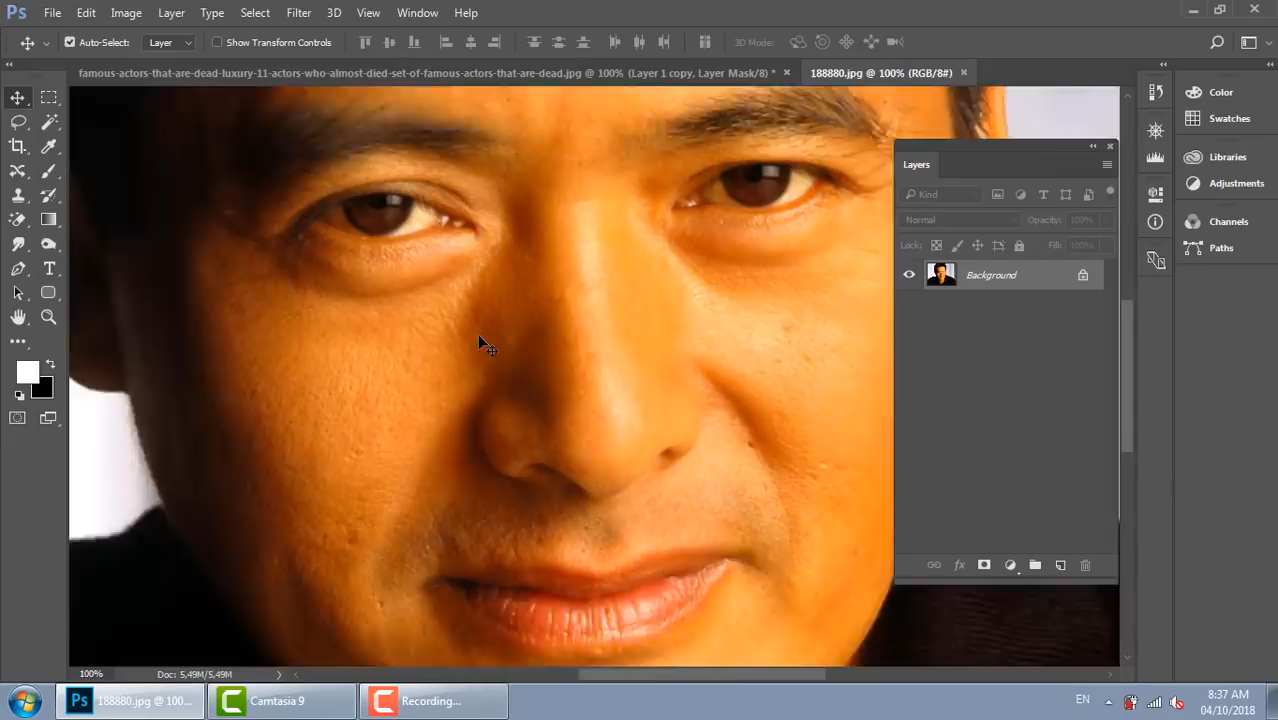 Ps File Edit Image Layer Type Select Filter 3D View Window Help
Auto-Select: Layer Show Transform Controls 3D Mode:
famous-actors-that-are-dead-luxury-11-actors-who-almost-died-set-of-famous-actors-that-are-dead.jpg @ 100% (Layer 1 copy, Layer Mask/8) * 188880.jpg @ 100% (RGB/8#)
Color
Swatches
Libraries
Adjustments
Channels
Paths
Layers
Kind
Normal Opacity: 100%
Lock: Fill: 100%
Background
100% Doc: 5,49M/5,49M
Ps 188880.jpg @ 100... Camtasia 9 Recording... EN 8:37 AM
04/10/2018